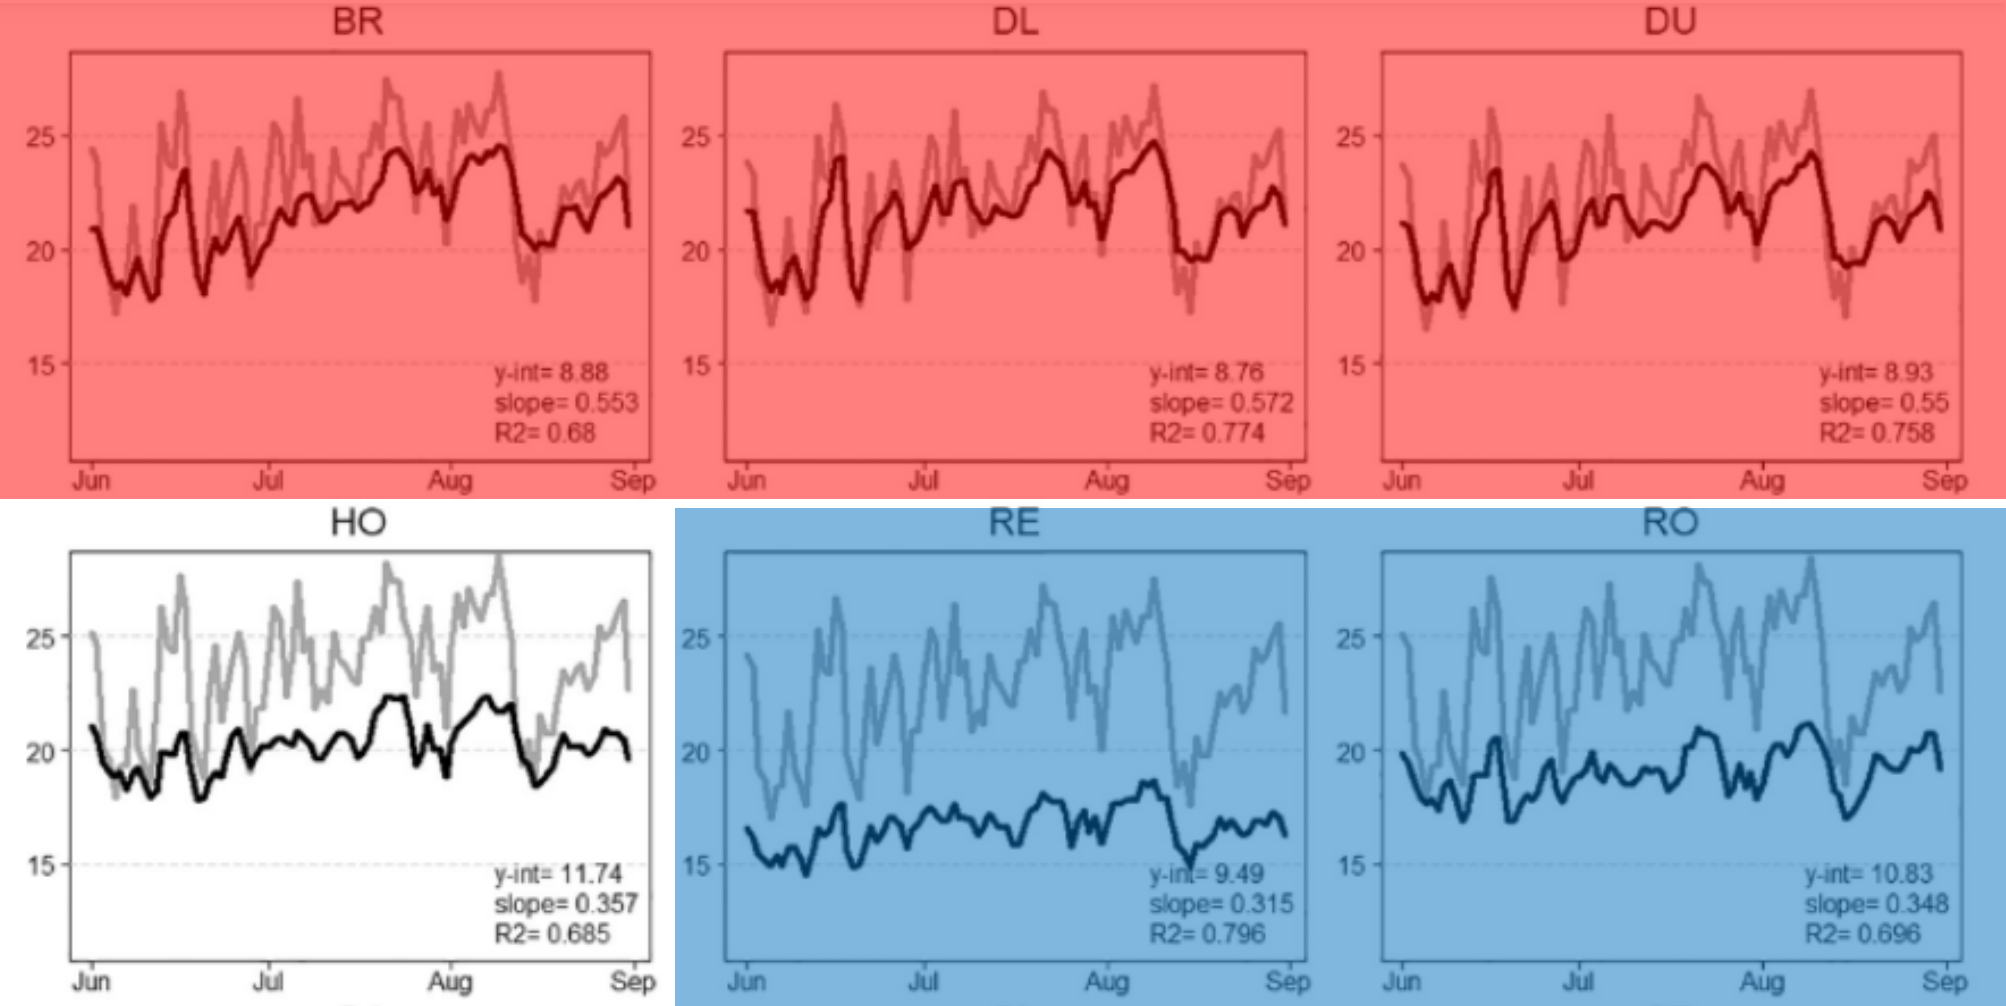 BR DL DU
25 25 25
20 20 20
15 15 15
y-int= 8.88 y-int= 8.76 y-int= 8.93
slope= 0.553 slope= 0.572 slope= 0.55
R2= 0.68 R2= 0.774 R2= 0.758
Jun Jul Aug Sep Jun Jul Aug Sep Jun Jul Aug Sep
HO RE RO
25 25 25
20 20 20
15 15 15
y-int= 11.74 y-int= 9.49 y-int= 10.83
slope= 0.357 slope= 0.315 slope= 0.348
R2= 0.685 R2= 0.796 R2= 0.696
Jun Jul Aug Sep Jun Jul Aug Sep Jun Jul Aug Sep